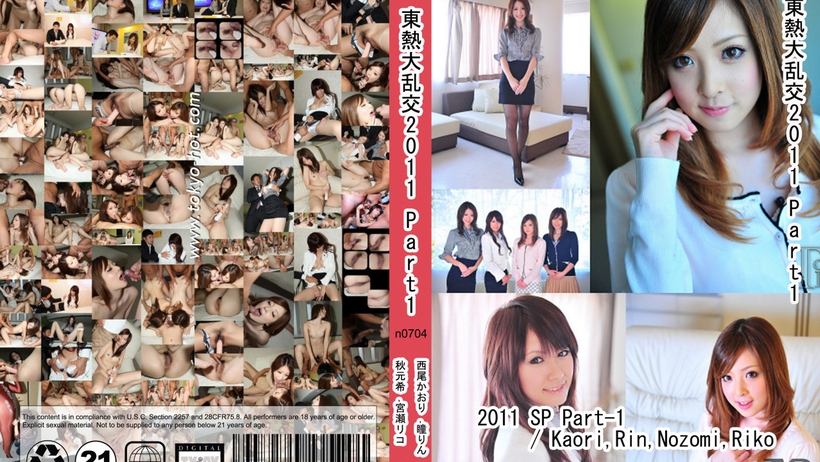 www.tokyo-hot.com
This content is in compliance with U.S.C. Section 2257 and 28CFR75.8. All performers are 18 years of age or older.
Explicit sexual material. Not to be supplied to any person below 21 years of age.
21
DIGITAL
東熱大乱交2011 Part1
n0704
西尾かおり・瞳りん
秋元希・宮瀬リコ
東熱大乱交2011 Part1
2011 SP Part-1
/ Kaori,Rin,Nozomi,Riko